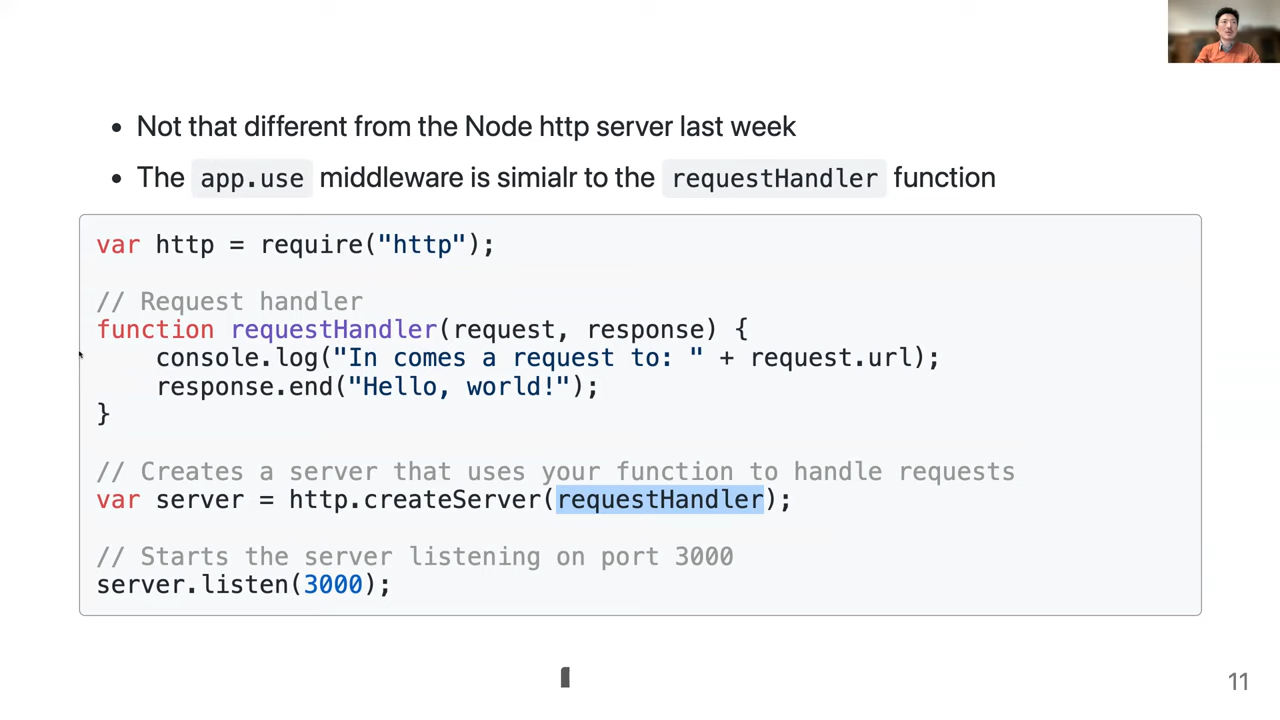 • Not that different from the Node http server last week
• The app.use middleware is simialr to the requestHandler function
var http = require("http");
// Request handler
function requestHandler(request, response) {
    console.log("In comes a request to: " + request.url);
    response.end("Hello, world!");
}
// Creates a server that uses your function to handle requests
var server = http.createServer(requestHandler);
// Starts the server listening on port 3000
server.listen(3000);
11